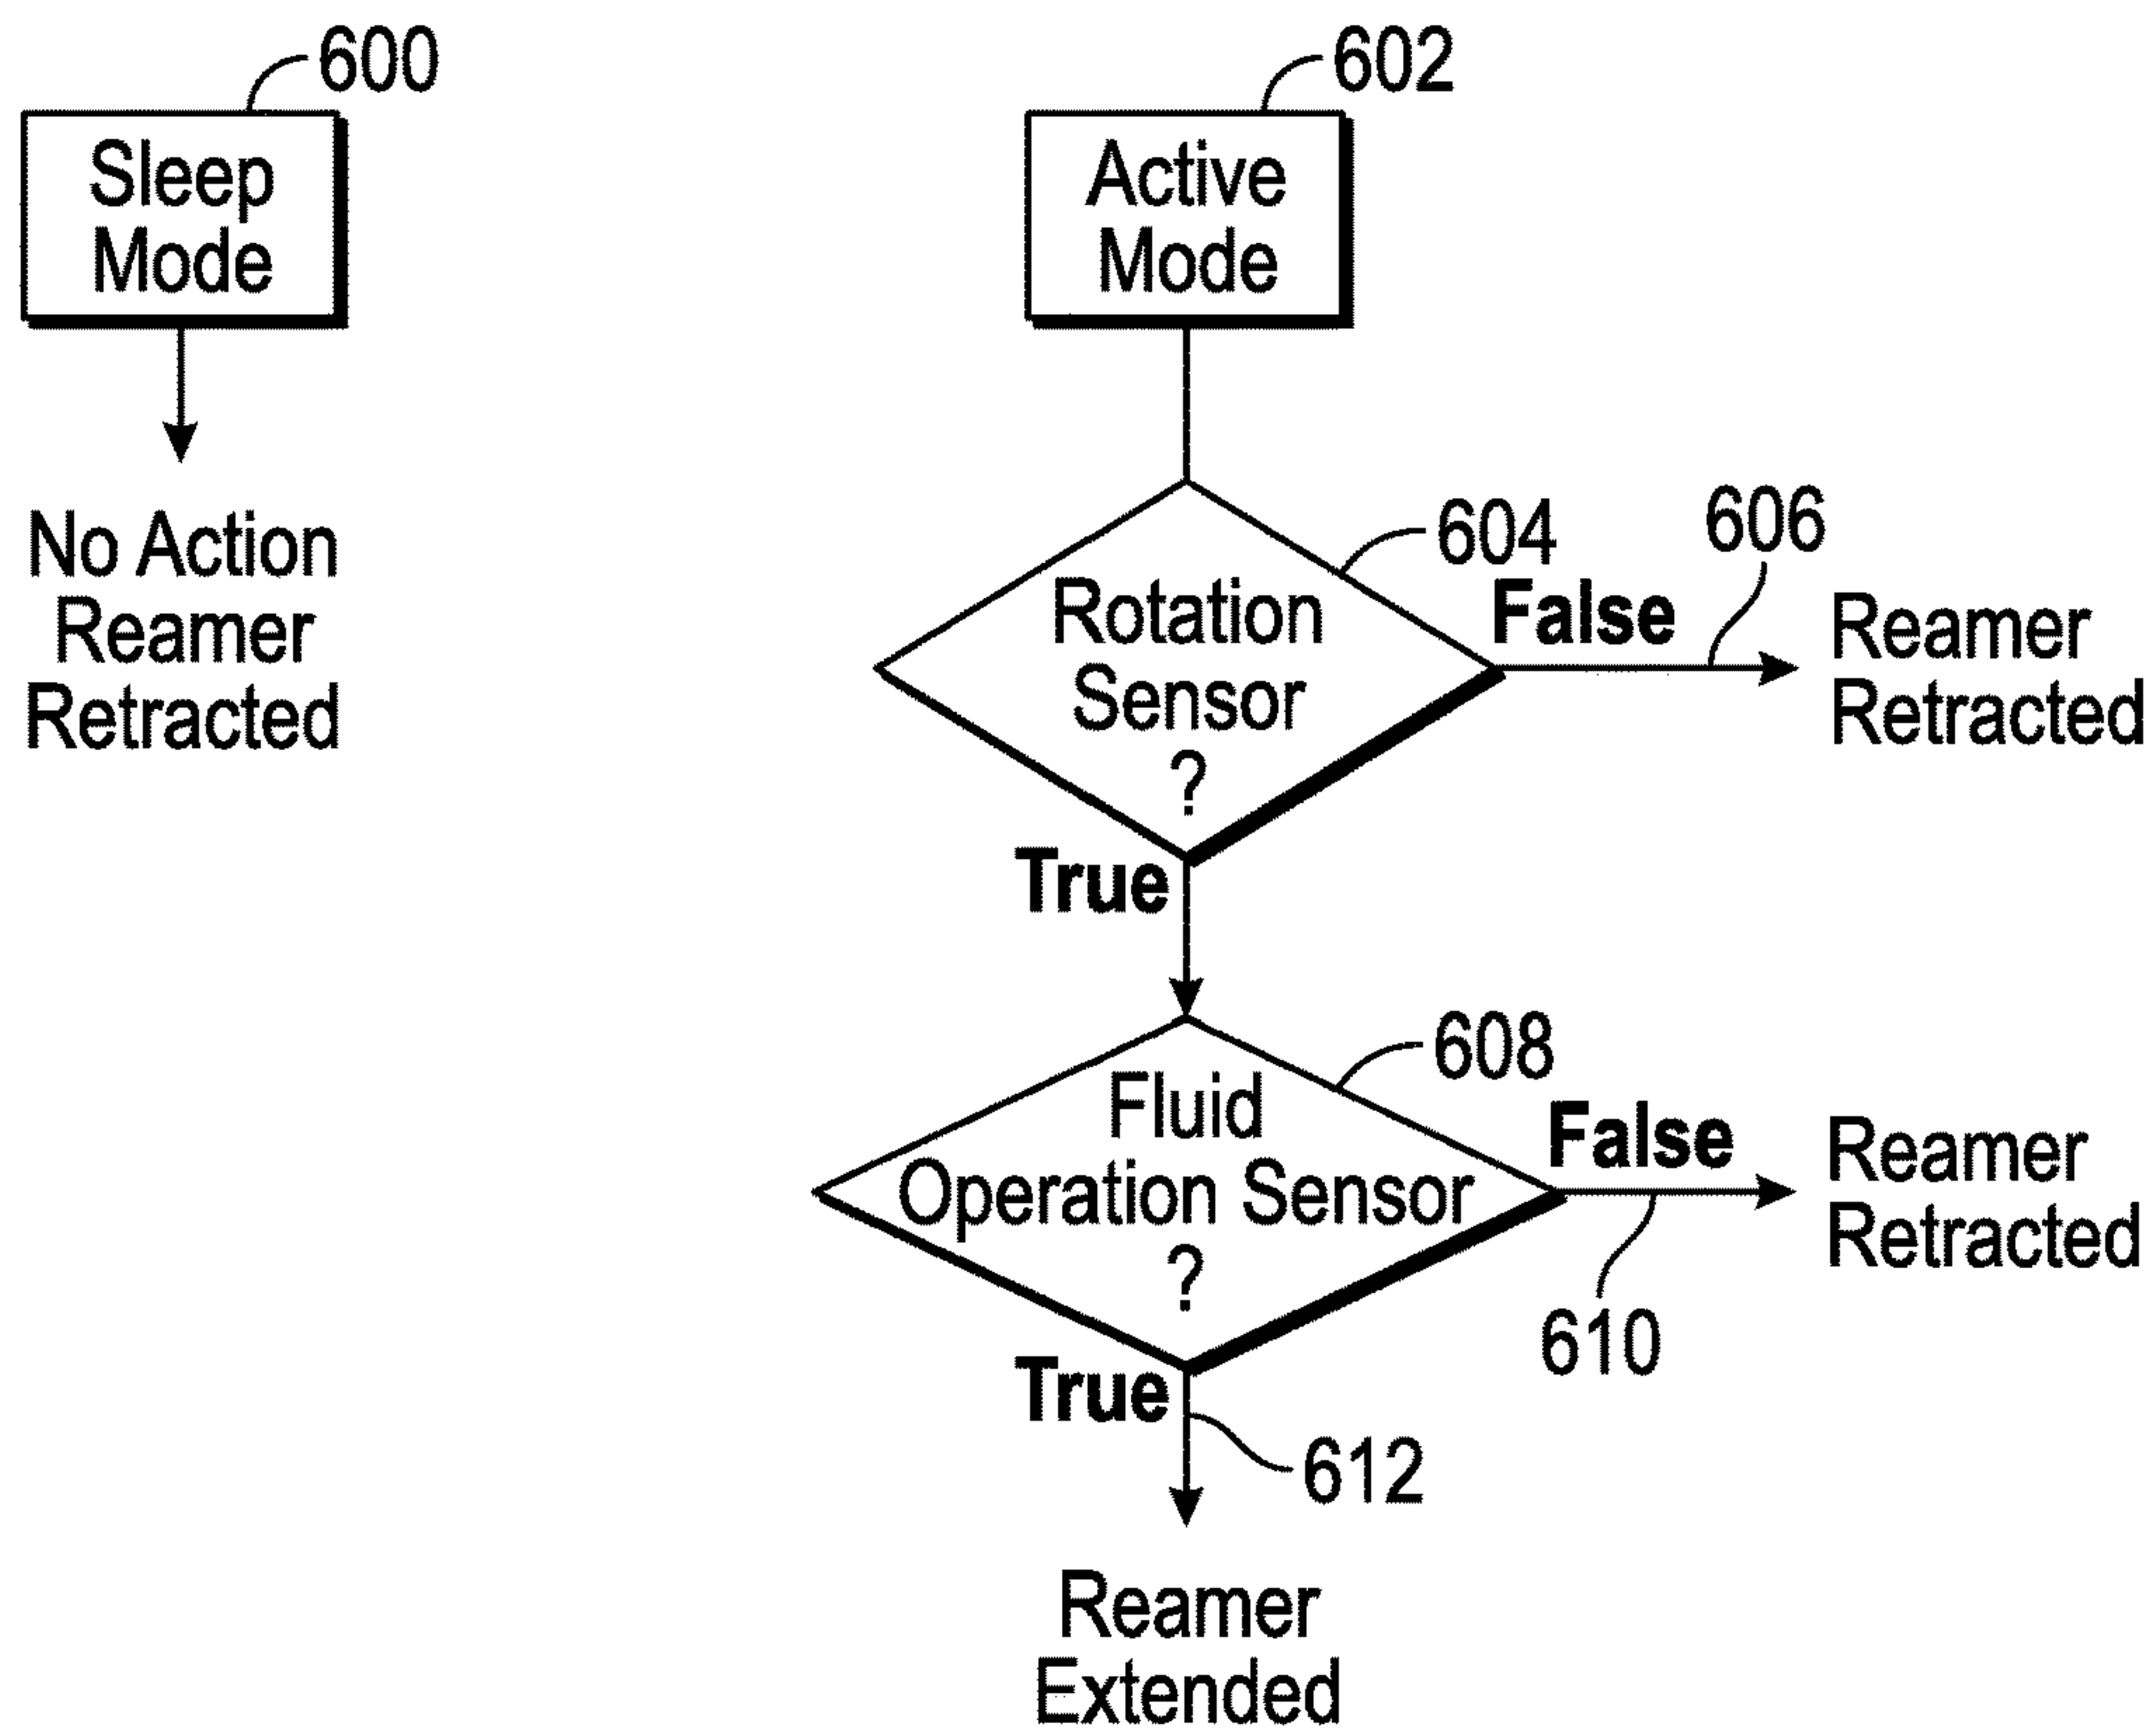 600
Sleep
Mode
No Action
Reamer
Retracted
602
Active
Mode
604
Rotation
Sensor
?
False
606
Reamer
Retracted
True
608
Fluid
Operation Sensor
?
False
610
Reamer
Retracted
True
612
Reamer
Extended